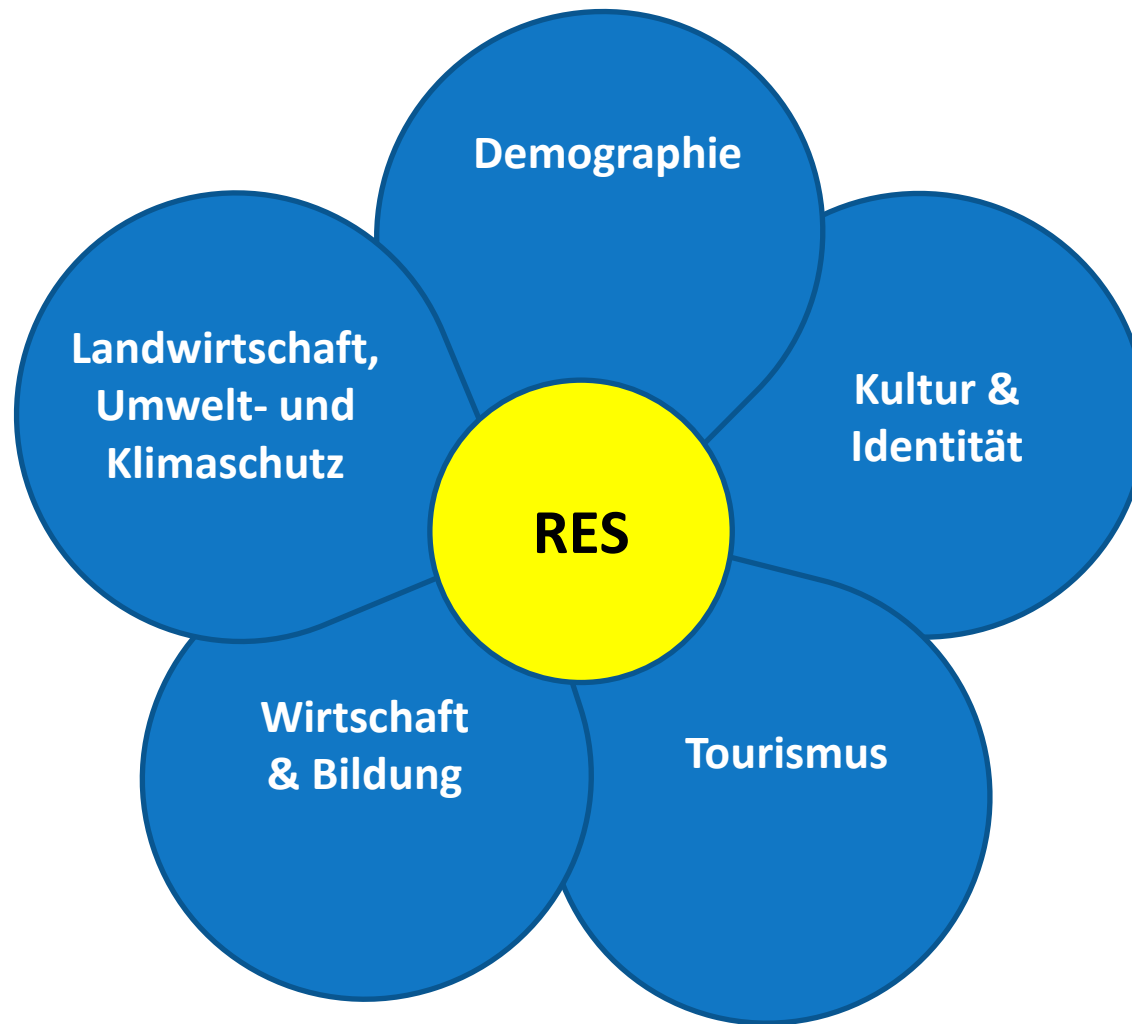 Demographie
Kultur &
Identität
Tourismus
Wirtschaft
& Bildung
Landwirtschaft,
Umwelt- und
Klimaschutz
RES